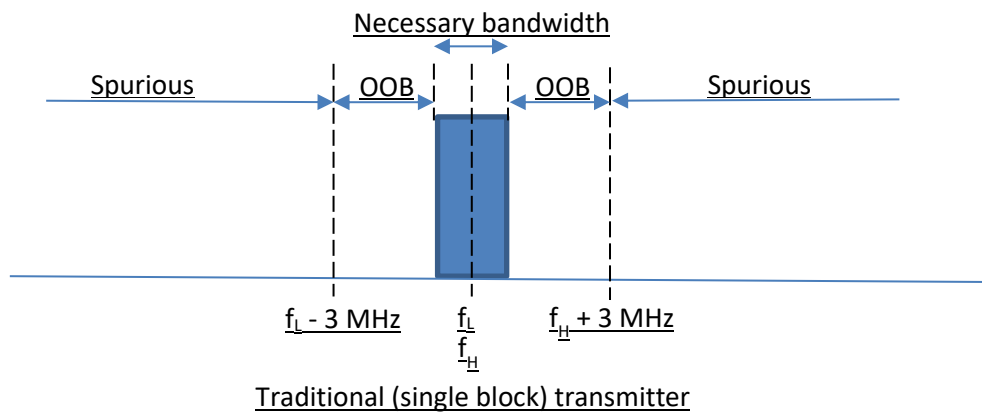 Necessary bandwidth
Spurious OOB OOB Spurious
fL - 3 MHz fL fH + 3 MHz
fH
Traditional (single block) transmitter